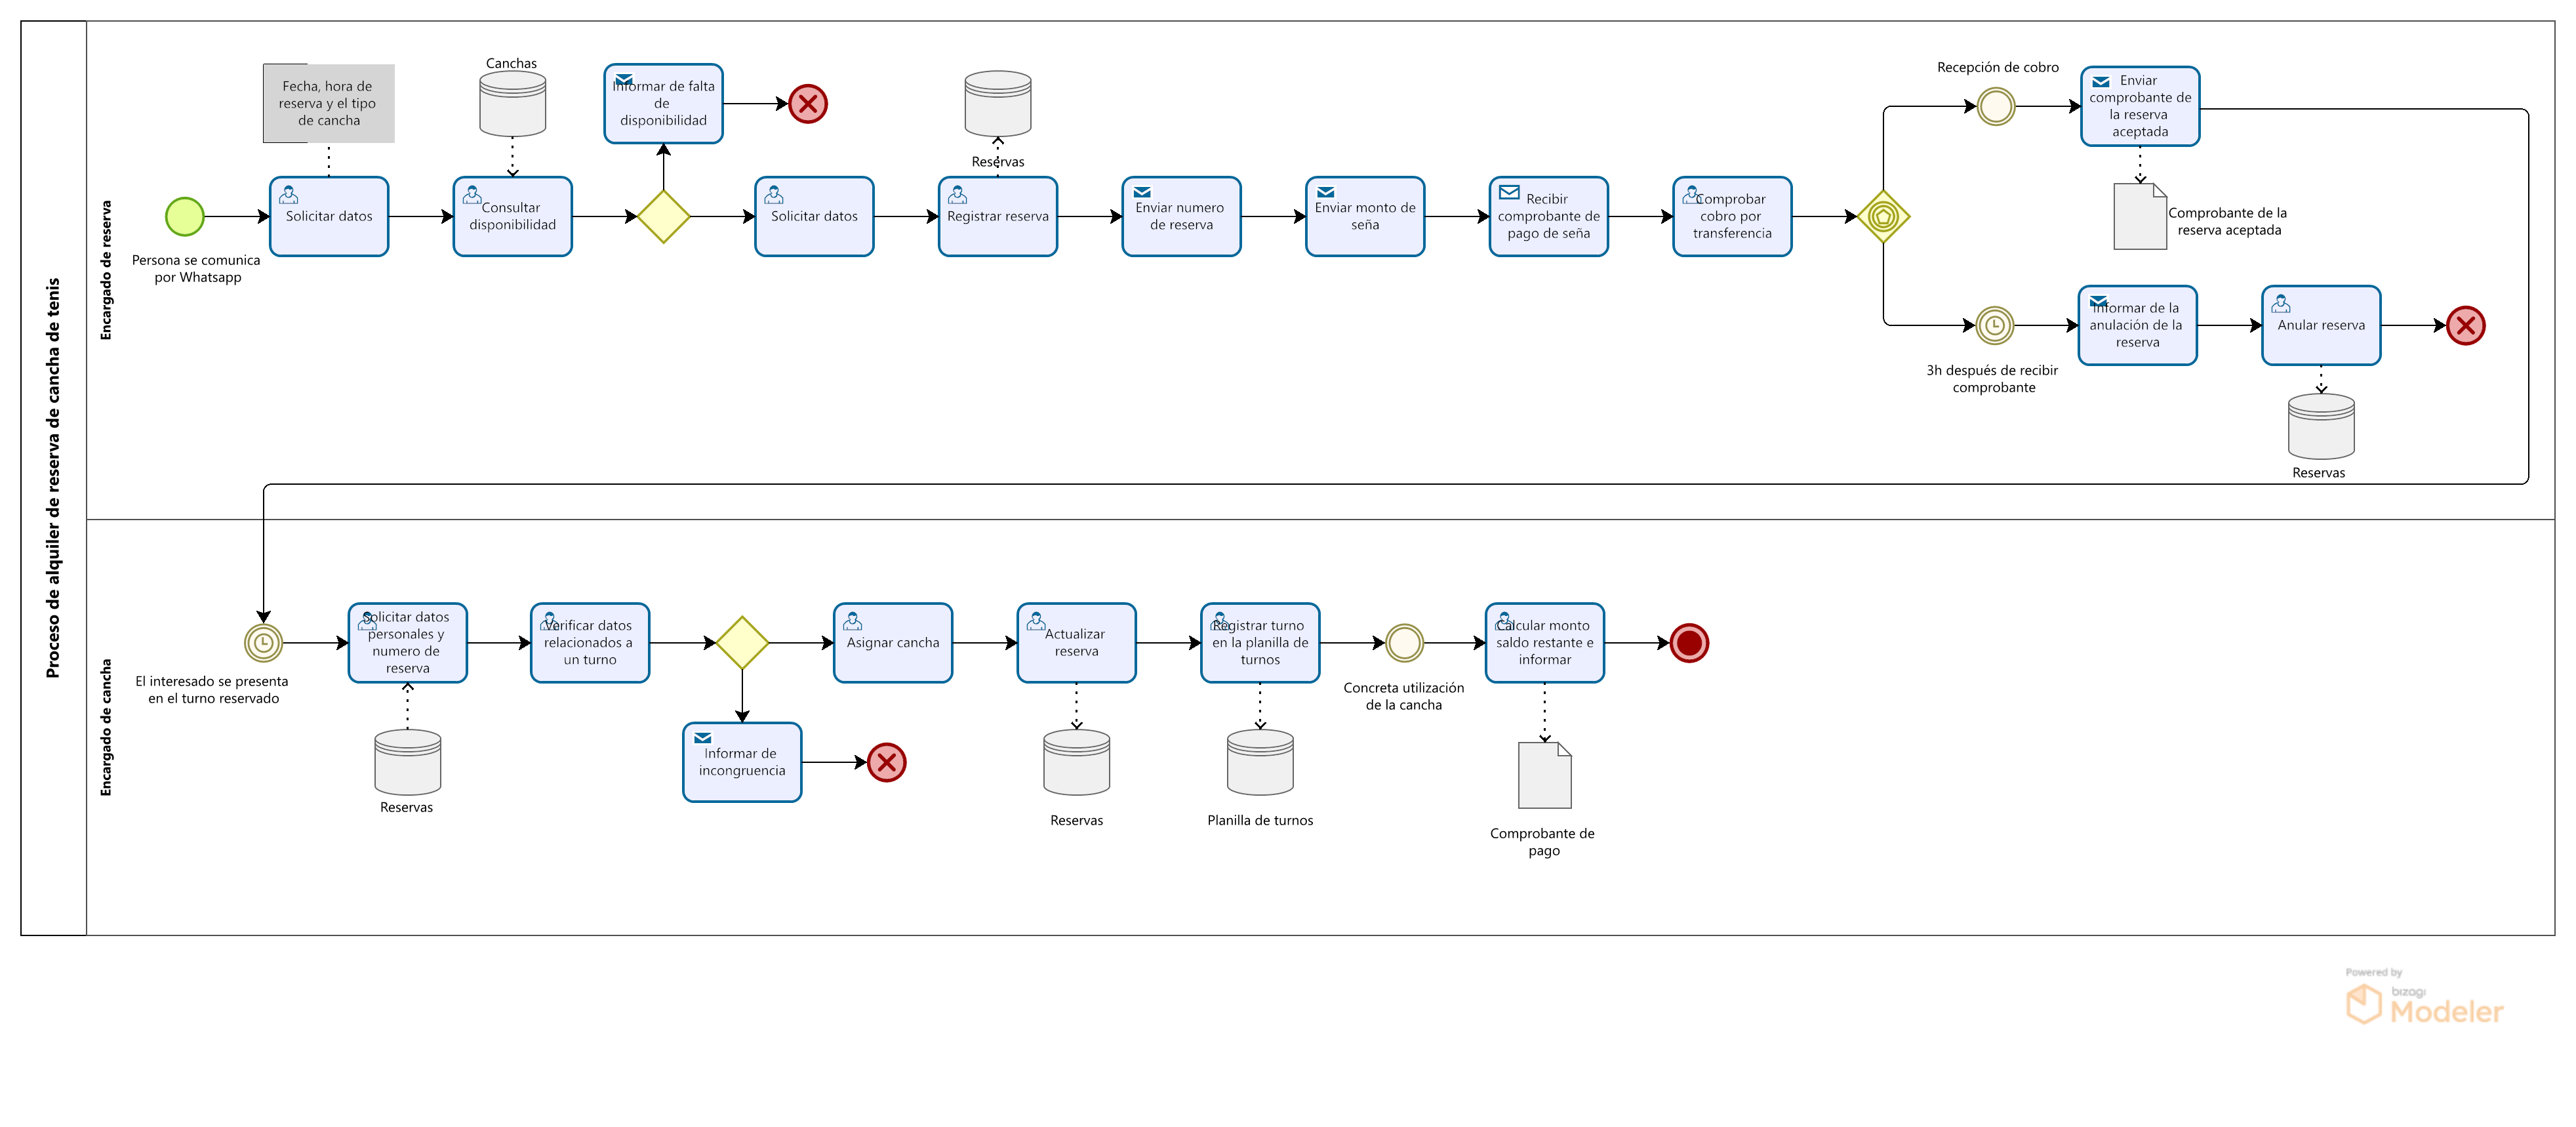 Proceso de alquiler de reserva de cancha de tenis
Encargado de reserva
Fecha, hora de
reserva y el tipo
de cancha
Canchas
Informar de falta
de
disponibilidad
Reservas
Recepción de cobro
Enviar
comprobante de
la reserva
aceptada
Persona se comunica
por Whatsapp
Solicitar datos
Consultar
disponibilidad
Solicitar datos
Registrar reserva
Enviar numero
de reserva
Enviar monto de
seña
Recibir
comprobante de
pago de seña
Comprobar
cobro por
transferencia
Comprobante de la
reserva aceptada
3h después de recibir
comprobante
Informar de la
anulación de la
reserva
Anular reserva
Reservas
Encargado de cancha
El interesado se presenta
en el turno reservado
Solicitar datos
personales y
numero de
reserva
Verificar datos
relacionados a
un turno
Asignar cancha
Actualizar
reserva
Registrar turno
en la planilla de
turnos
Concreta utilización
de la cancha
Calcular monto
saldo restante e
informar
Informar de
incongruencia
Reservas
Reservas
Planilla de turnos
Comprobante de
pago
Powered by
bizagi
Modeler